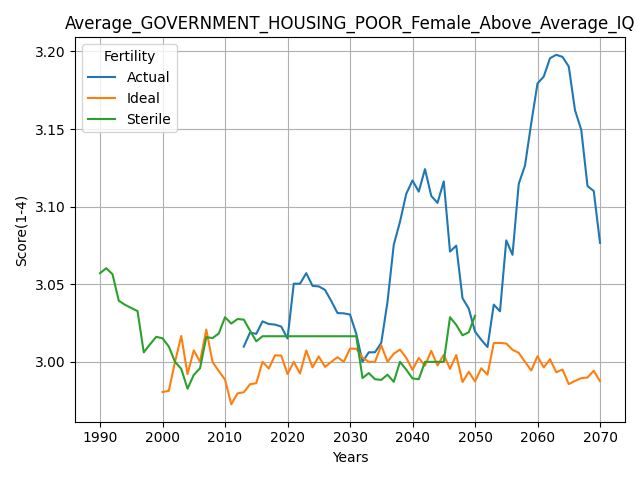 Average_GOVERNMENT_HOUSING_POOR_Female_Above_Average_IQ
Fertility
Actual
Ideal
Sterile
Score(1-4)
3.20
3.15
3.10
3.05
3.00
1990 2000 2010 2020 2030 2040 2050 2060 2070
Years